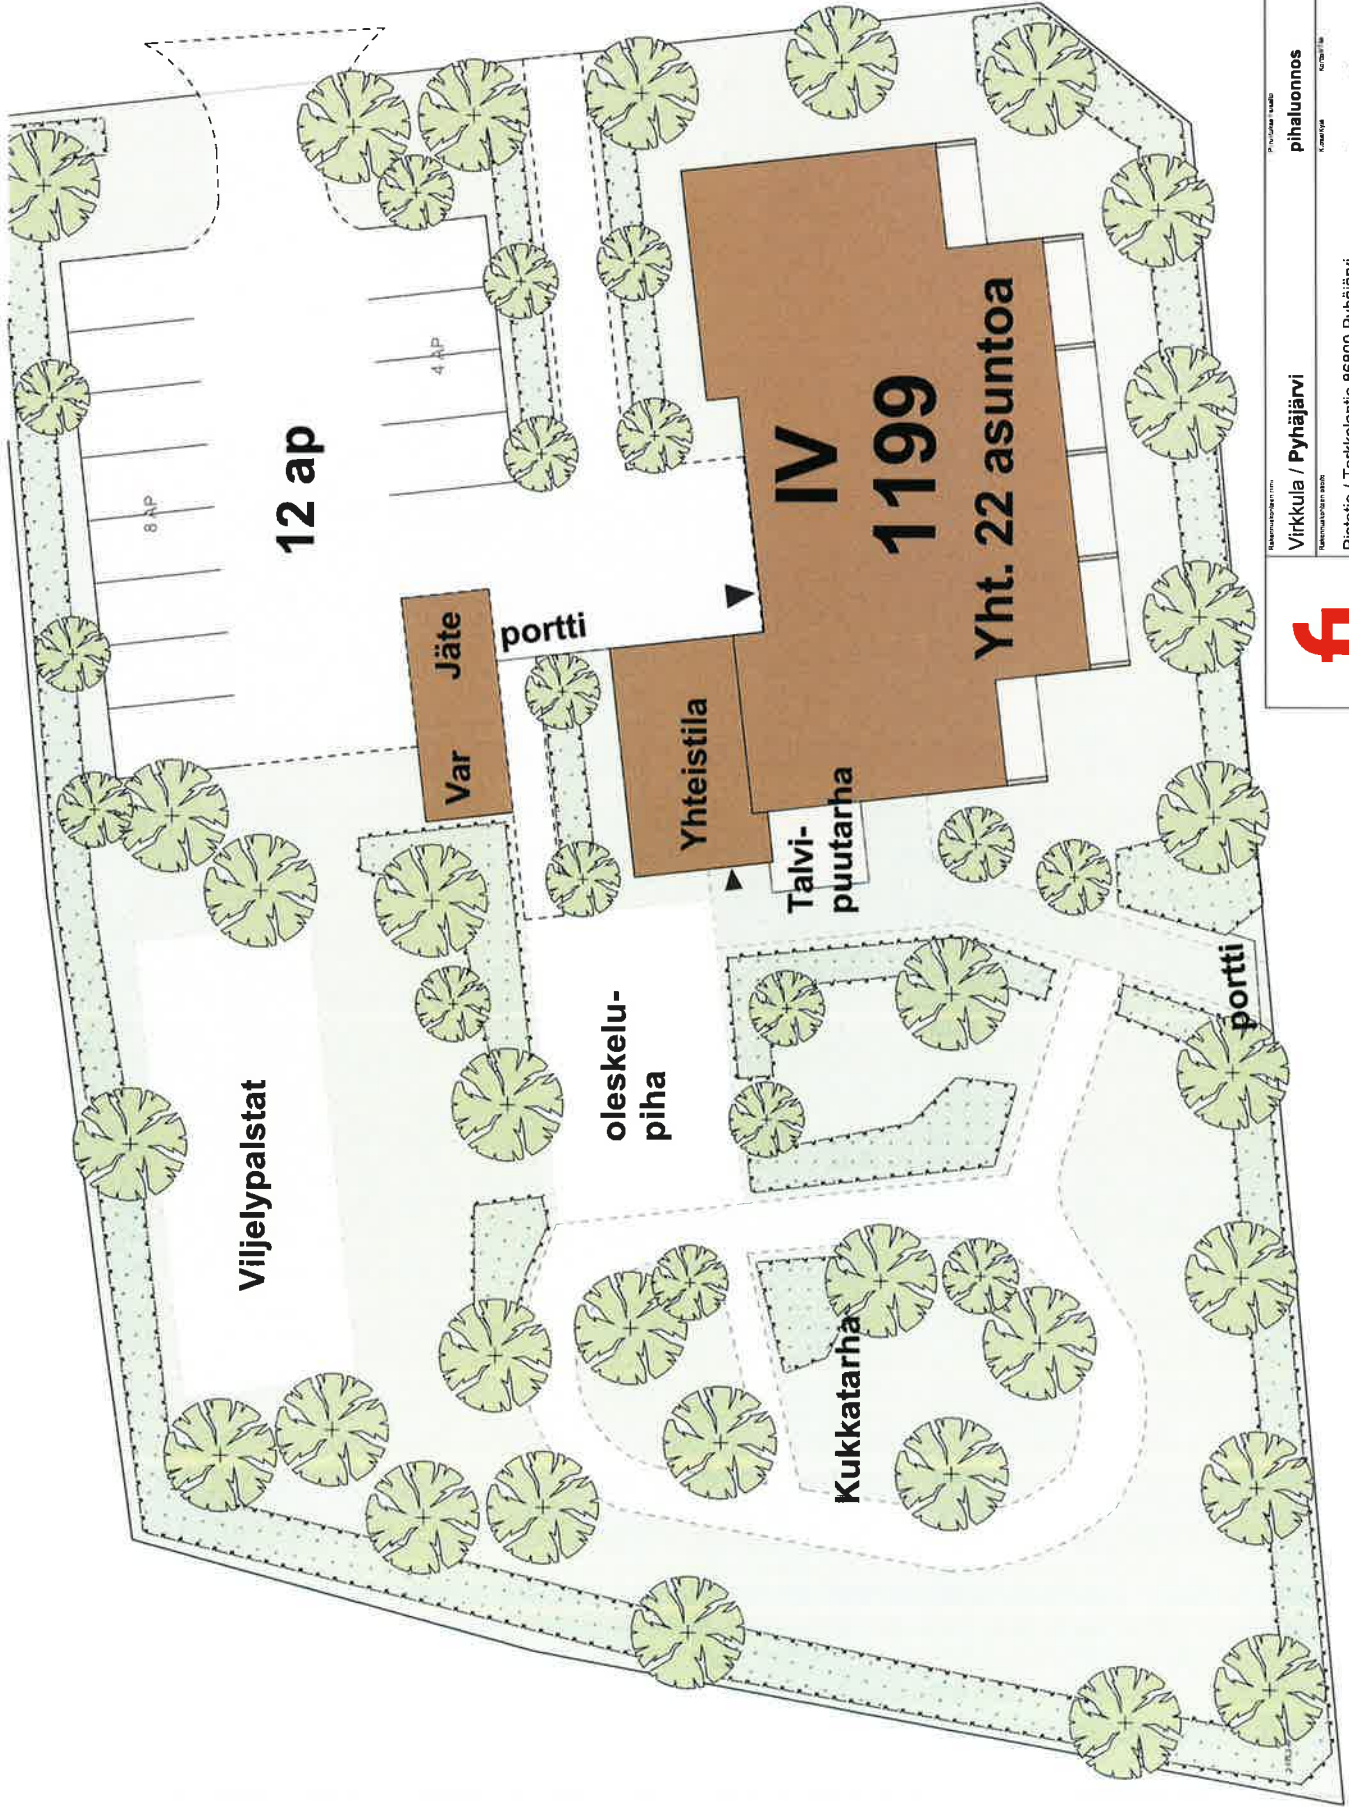 8 AP
12 ap
4 AP
Var Jäte
portti
Viljelypalstat
oleskelu-
piha
Yhteistila
Talvi-
puutarha
IV
1199
Yht. 22 asuntoa
Kukkatarha
portti
fi
Virkkula / Pyhäjärvi
pihaluonnos